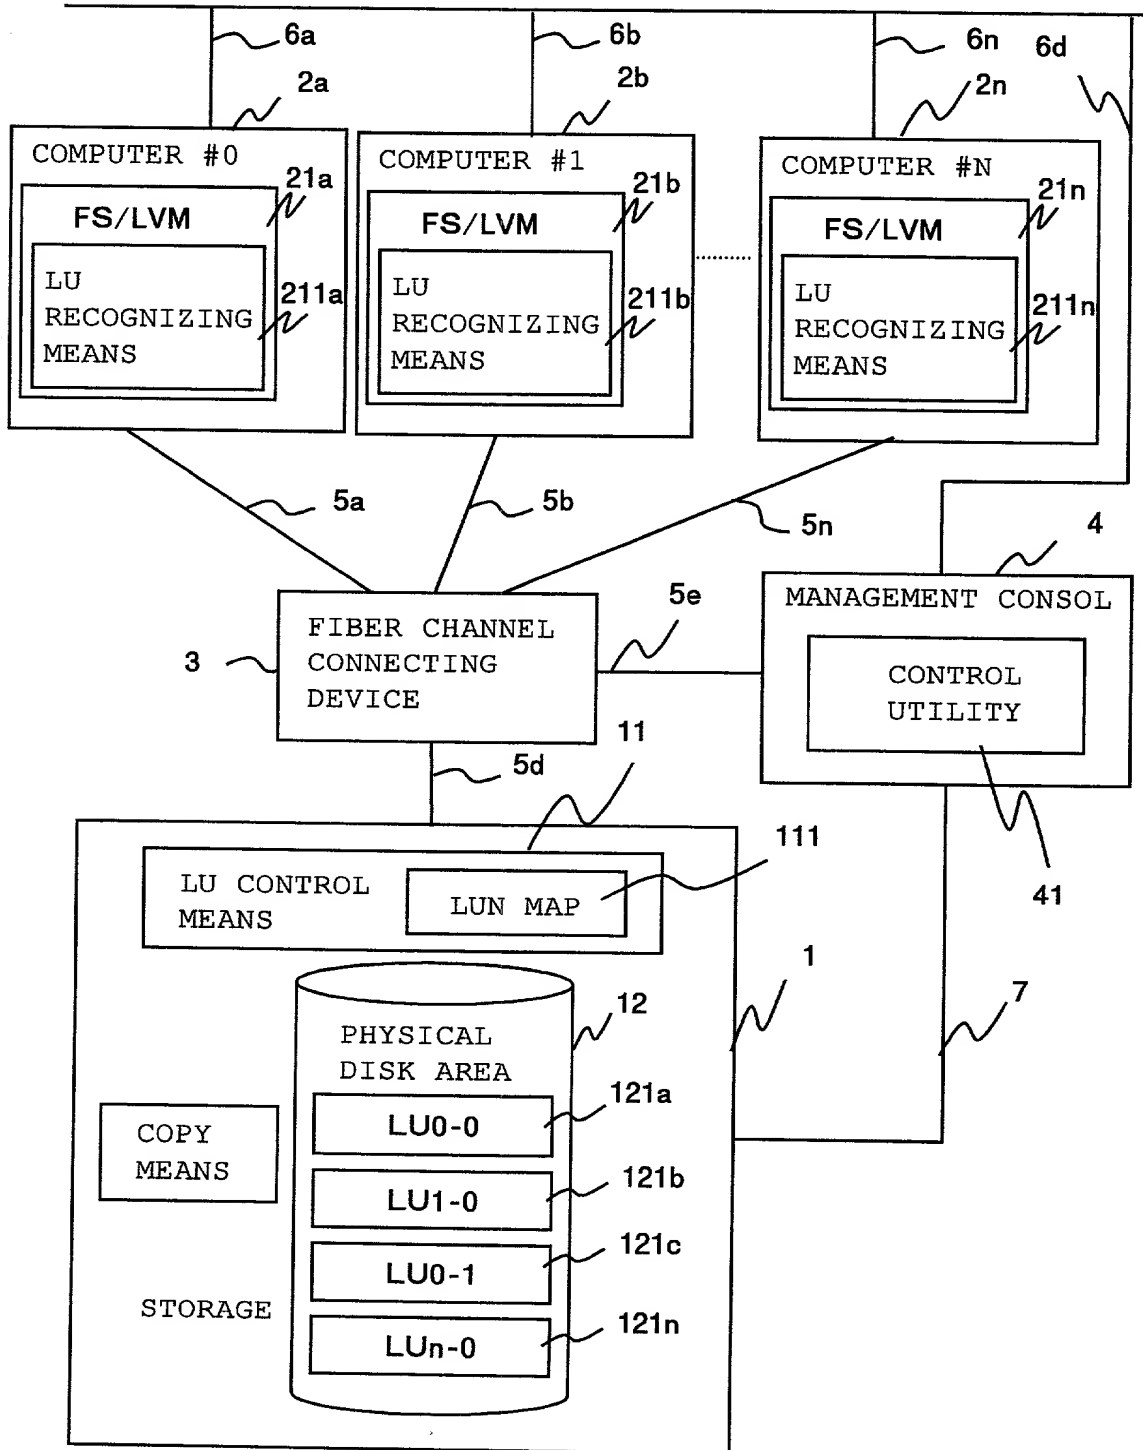 6a
6b
6n
6d
2a
2b
2n
COMPUTER #0
21a
FS/LVM
LU
RECOGNIZING
MEANS
211a
COMPUTER #1
21b
FS/LVM
LU
RECOGNIZING
MEANS
211b
COMPUTER #N
21n
FS/LVM
LU
RECOGNIZING
MEANS
211n
5a
5b
5n
4
MANAGEMENT CONSOL
CONTROL
UTILITY
41
5e
3
FIBER CHANNEL
CONNECTING
DEVICE
5d
11
111
LU CONTROL
MEANS
LUN MAP
1
7
12
PHYSICAL
DISK AREA
121a
LU0-0
COPY
MEANS
121b
LU1-0
121c
LU0-1
STORAGE
121n
LUn-0